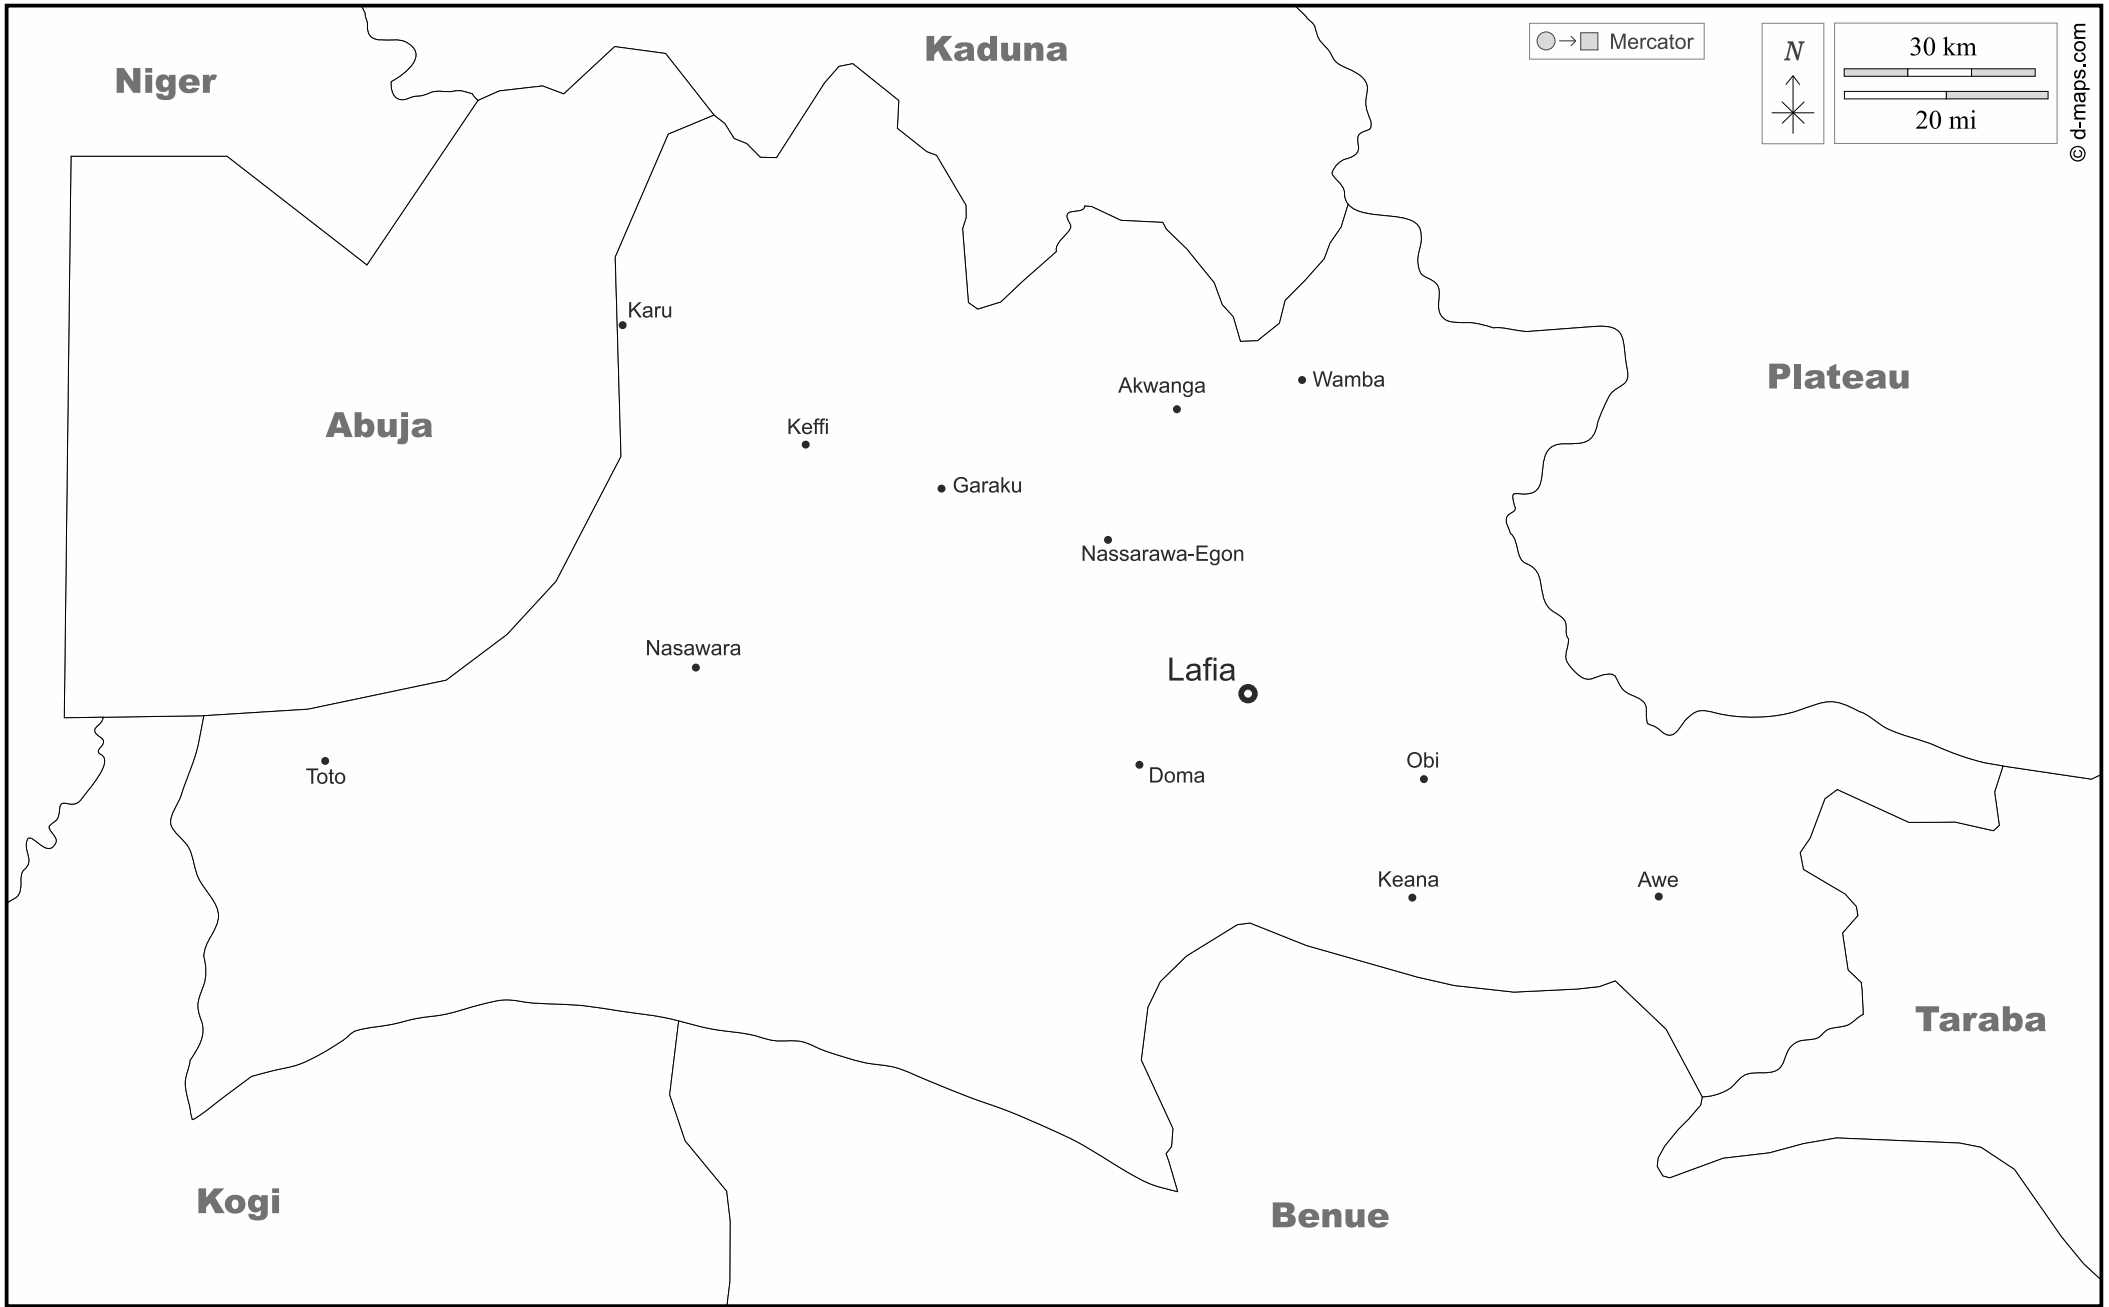 Niger
Kaduna
Mercator
N
30 km
20 mi
© d-maps.com
Karu
Abuja
Keffi
Akwanga
Wamba
Plateau
Garaku
Nassarawa-Egon
Nasawara
Lafia
Toto
Doma
Obi
Keana
Awe
Taraba
Kogi
Benue